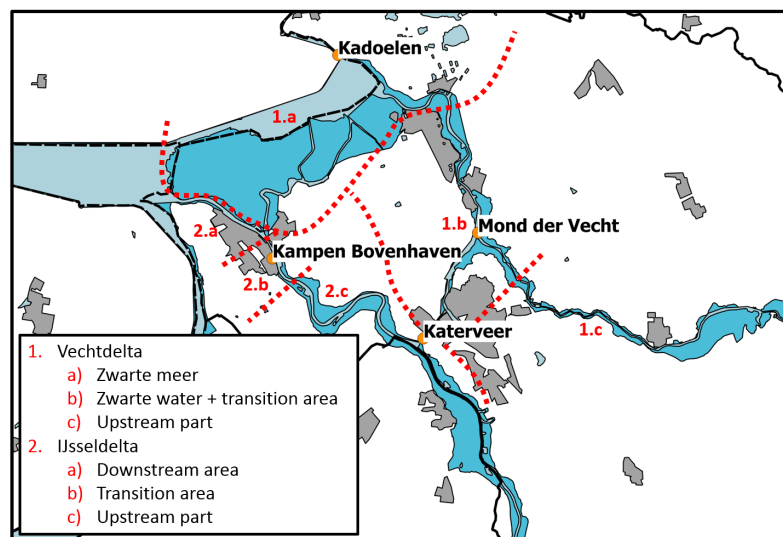 Kadoelen
1.a
2.a
1.b
Mond der Vecht
Kampen Bovenhaven
2.b
2.c
Katerveer
1.c
1. Vechtdelta
a) Zwarte meer
b) Zwarte water + transition area
c) Upstream part
2. IJsseldelta
a) Downstream area
b) Transition area
c) Upstream part